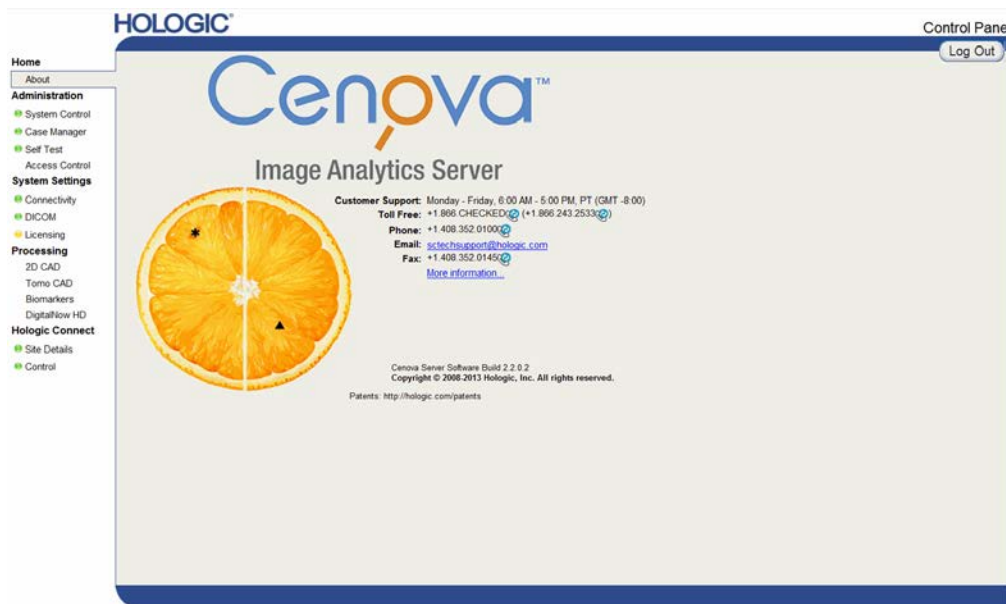 HOLOGIC®
Control Pane
Log Out
Home
About
Administration
System Control
Case Manager
Self Test
Access Control
System Settings
Connectivity
DICOM
Licensing
Processing
2D CAD
Tomo CAD
Biomarkers
DigitalNow HD
Hologic Connect
Site Details
Control
Cenova™
Image Analytics Server
Customer Support: Monday - Friday, 6:00 AM - 5:00 PM, PT (GMT -8:00)
Toll Free: +1.866.CHECKED (+1.866.243.2533)
Phone: +1.408.352.0100
Email: sctechsupport@hologic.com
Fax: +1.408.352.0145
More information...
Cenova Server Software Build 2.2.0.2
Copyright © 2008-2013 Hologic, Inc. All rights reserved.
Patents: http://hologic.com/patents